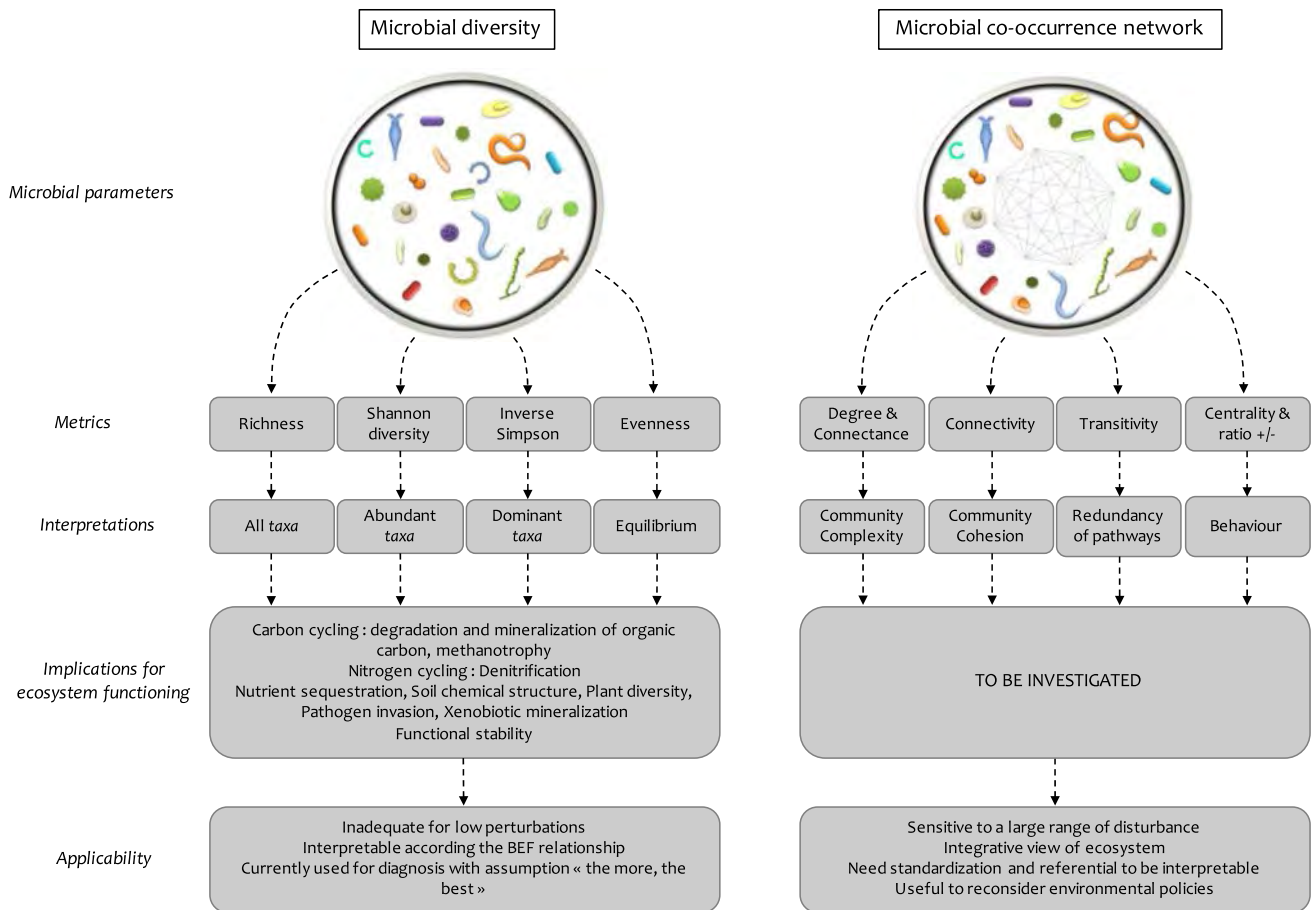 Microbial diversity
Microbial co-occurrence network
Microbial parameters
Metrics
Richness
Shannon
diversity
Inverse
Simpson
Evenness
Degree &
Connectance
Connectivity
Transitivity
Centrality &
ratio +/-
Interpretations
All taxa
Abundant
taxa
Dominant
taxa
Equilibrium
Community
Complexity
Community
Cohesion
Redundancy
of pathways
Behaviour
Implications for
ecosystem functioning
Carbon cycling : degradation and mineralization of organic
carbon, methanotrophy
Nitrogen cycling : Denitrification
Nutrient sequestration, Soil chemical structure, Plant diversity,
Pathogen invasion, Xenobiotic mineralization
Functional stability
TO BE INVESTIGATED
Applicability
Inadequate for low perturbations
Interpretable according the BEF relationship
Currently used for diagnosis with assumption « the more, the
best »
Sensitive to a large range of disturbance
Integrative view of ecosystem
Need standardization and referential to be interpretable
Useful to reconsider environmental policies